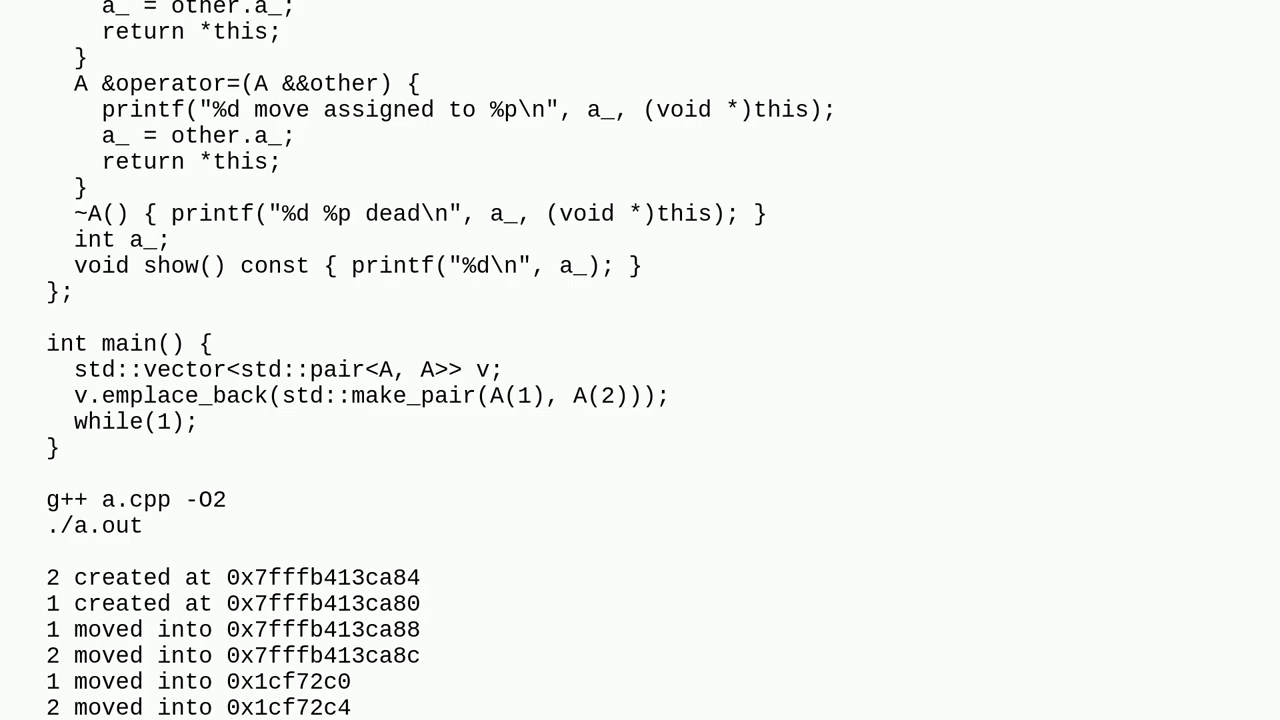 a_ = other.a_;
return *this;
}
A &operator=(A &&other) {
printf("%d move assigned to %p\n", a_, (void *)this);
a_ = other.a_;
return *this;
}
~A() { printf("%d %p dead\n", a_, (void *)this); }
int a_;
void show() const { printf("%d\n", a_); }
};
int main() {
std::vector<std::pair<A, A>> v;
v.emplace_back(std::make_pair(A(1), A(2)));
while(1);
}
g++ a.cpp -O2
./a.out
2 created at 0x7fffb413ca84
1 created at 0x7fffb413ca80
1 moved into 0x7fffb413ca88
2 moved into 0x7fffb413ca8c
1 moved into 0x1cf72c0
2 moved into 0x1cf72c4